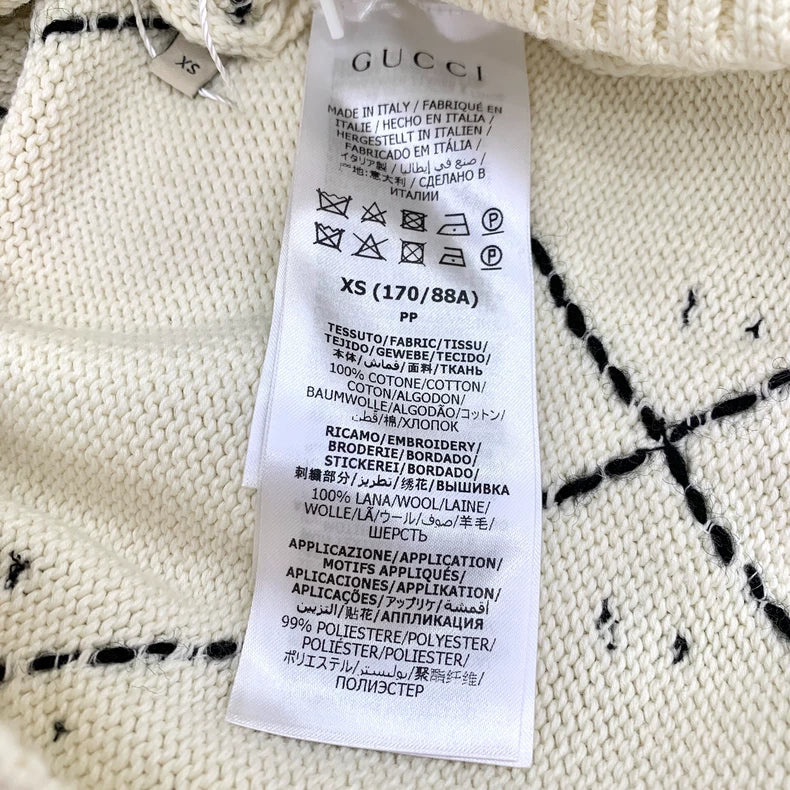 XS
GUCCI
MADE IN ITALY / FABRIQUÉ EN
ITALIE / HECHO EN ITALIA /
HERGESTELLT IN ITALIEN /
FABRICADO EM ITÁLIA /
イタリア製 / صنع في إيطاليا /
地:意大利 / СДЕЛАНО В
ИТАЛИИ
P
P
XS (170/88A)
PP
TESSUTO/FABRIC/TISSU/
TEJIDO/GEWEBE/TECIDO/
本体/قماش/面料/ТКАНЬ
100% COTONE/COTTON/
COTON/ALGODON/
BAUMWOLLE/ALGODÃO/コットン/
قطن/棉/ХЛОПОК
RICAMO/EMBROIDERY/
BRODERIE/BORDADO/
STICKEREI/BORDADO/
刺繍部分/تطريز/绣花/ВЫШИВКА
100% LANA/WOOL/LAINE/
WOLLE/LÃ/ウール/صوف/羊毛/
ШЕРСТЬ
APPLICAZIONE/APPLICATION/
MOTIFS APPLIQUÉS/
APLICACIONES/APPLIKATION/
APLICAÇÕES/アップリケ/أقمشة
التزيين/贴花/АППЛИКАЦИЯ
99% POLIESTERE/POLYESTER/
POLIÉSTER/POLYESTER/
POLIÉSTER/POLIÉSTER/
ポリエステル/بوليستر/聚酯纤维/
ПОЛИЭСТЕР